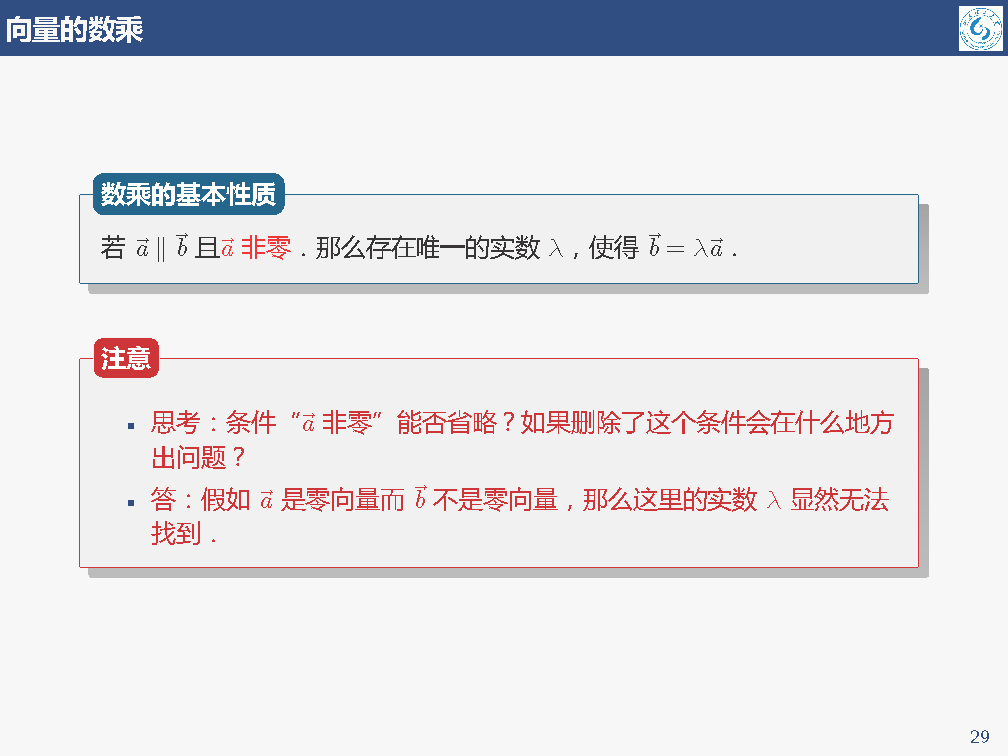 向量的数乘
数乘的基本性质
若 $\vec{a} \parallel \vec{b}$ 且$\vec{a}$ 非零．那么存在唯一的实数 $\lambda$，使得 $\vec{b} = \lambda\vec{a}$．
注意
▪ 思考：条件“$\vec{a}$ 非零”能否省略？如果删除了这个条件会在什么地方
出问题？
▪ 答：假如 $\vec{a}$ 是零向量而 $\vec{b}$ 不是零向量，那么这里的实数 $\lambda$ 显然无法
找到．
29